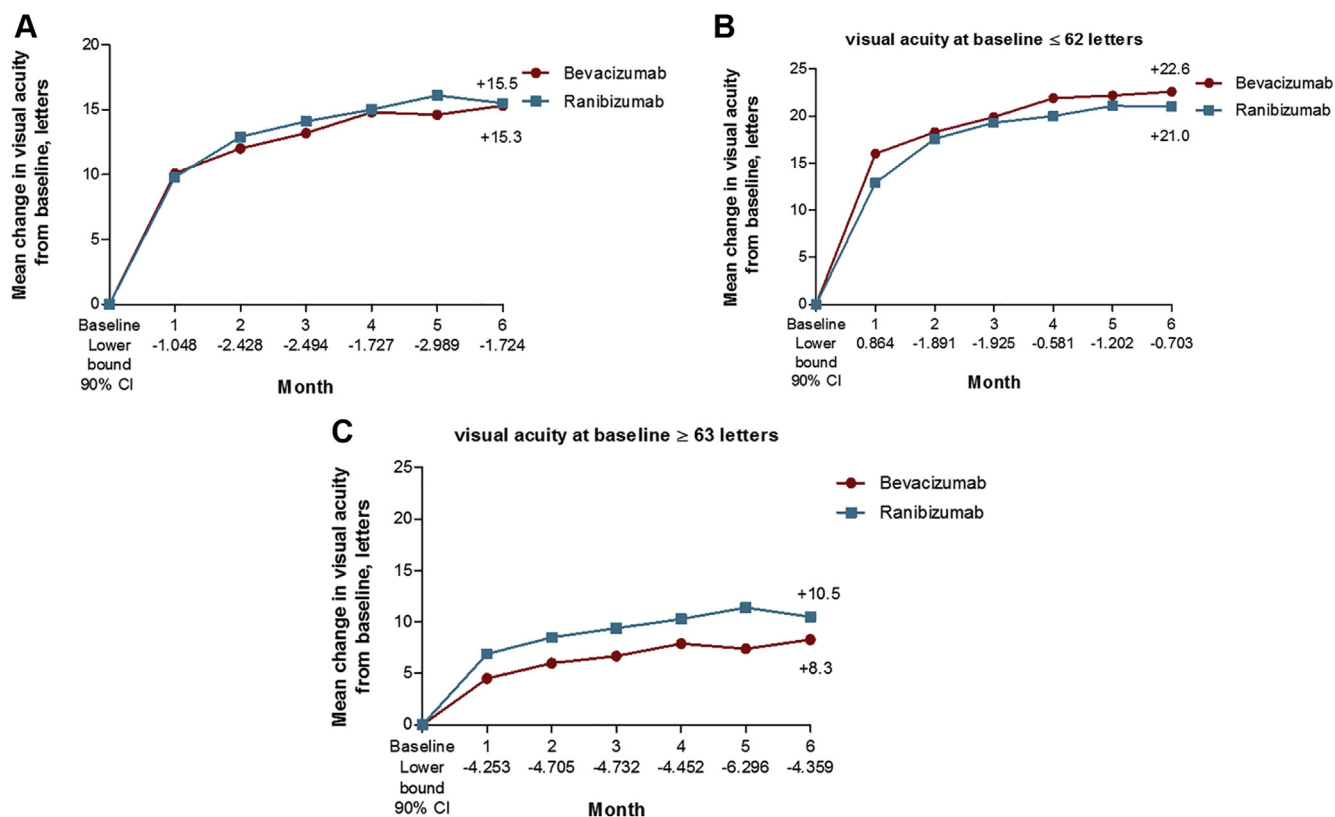 A
Mean change in visual acuity
from baseline, letters
20
15
10
5
0
+15.5
+15.3
Bevacizumab
Ranibizumab
Baseline 1 2 3 4 5 6
Lower -1.048 -2.428 -2.494 -1.727 -2.989 -1.724
bound
90% CI
Month
B
visual acuity at baseline ≤ 62 letters
Mean change in visual acuity
from baseline, letters
25
20
15
10
5
0
+22.6
+21.0
Bevacizumab
Ranibizumab
Baseline 1 2 3 4 5 6
Lower 0.864 -1.891 -1.925 -0.581 -1.202 -0.703
bound
90% CI
Month
C
visual acuity at baseline ≥ 63 letters
Mean change in visual acuity
from baseline, letters
25
20
15
10
5
0
+10.5
+8.3
Bevacizumab
Ranibizumab
Baseline 1 2 3 4 5 6
Lower -4.253 -4.705 -4.732 -4.452 -6.296 -4.359
bound
90% CI
Month